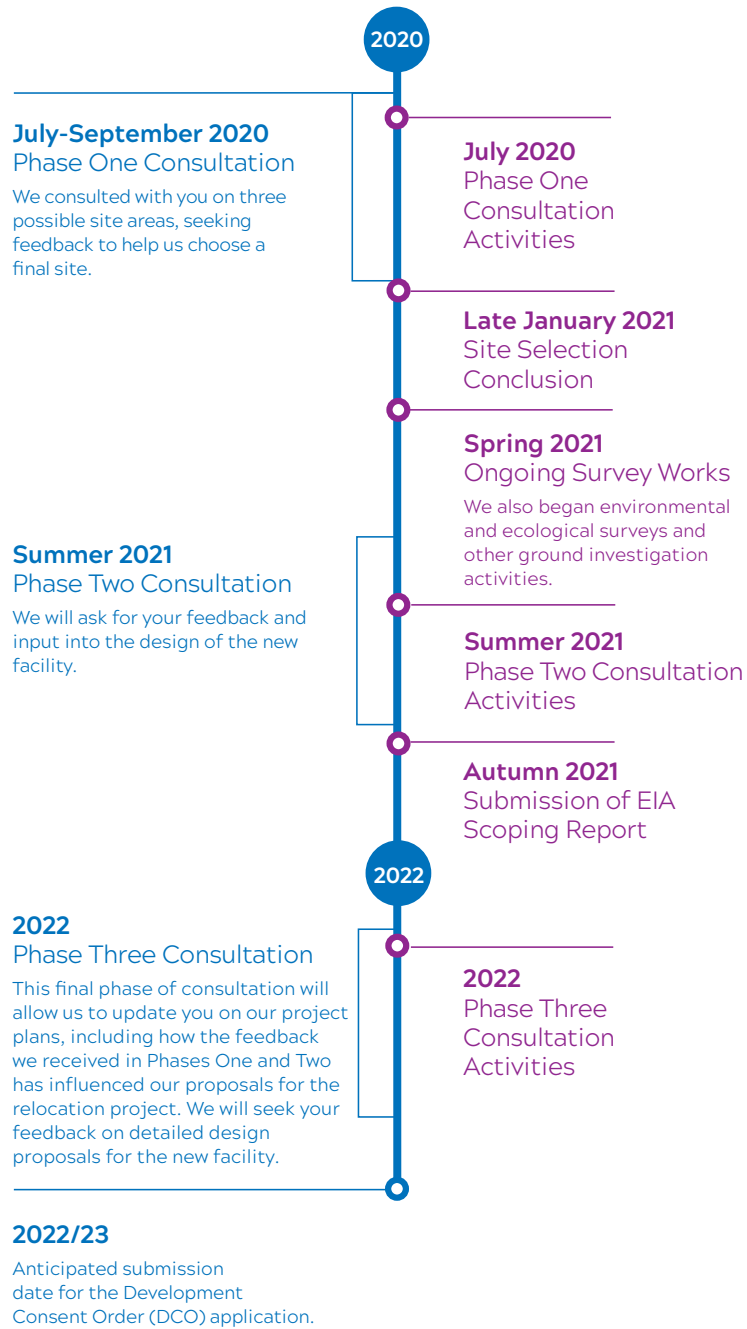 2020
July-September 2020
Phase One Consultation
We consulted with you on three
possible site areas, seeking
feedback to help us choose a
final site.
July 2020
Phase One
Consultation
Activities
Late January 2021
Site Selection
Conclusion
Spring 2021
Ongoing Survey Works
We also began environmental
and ecological surveys and
other ground investigation
activities.
Summer 2021
Phase Two Consultation
We will ask for your feedback and
input into the design of the new
facility.
Summer 2021
Phase Two Consultation
Activities
Autumn 2021
Submission of EIA
Scoping Report
2022
2022
Phase Three Consultation
This final phase of consultation will
allow us to update you on our project
plans, including how the feedback
we received in Phases One and Two
has influenced our proposals for the
relocation project. We will seek your
feedback on detailed design
proposals for the new facility.
2022
Phase Three
Consultation
Activities
2022/23
Anticipated submission
date for the Development
Consent Order (DCO) application.